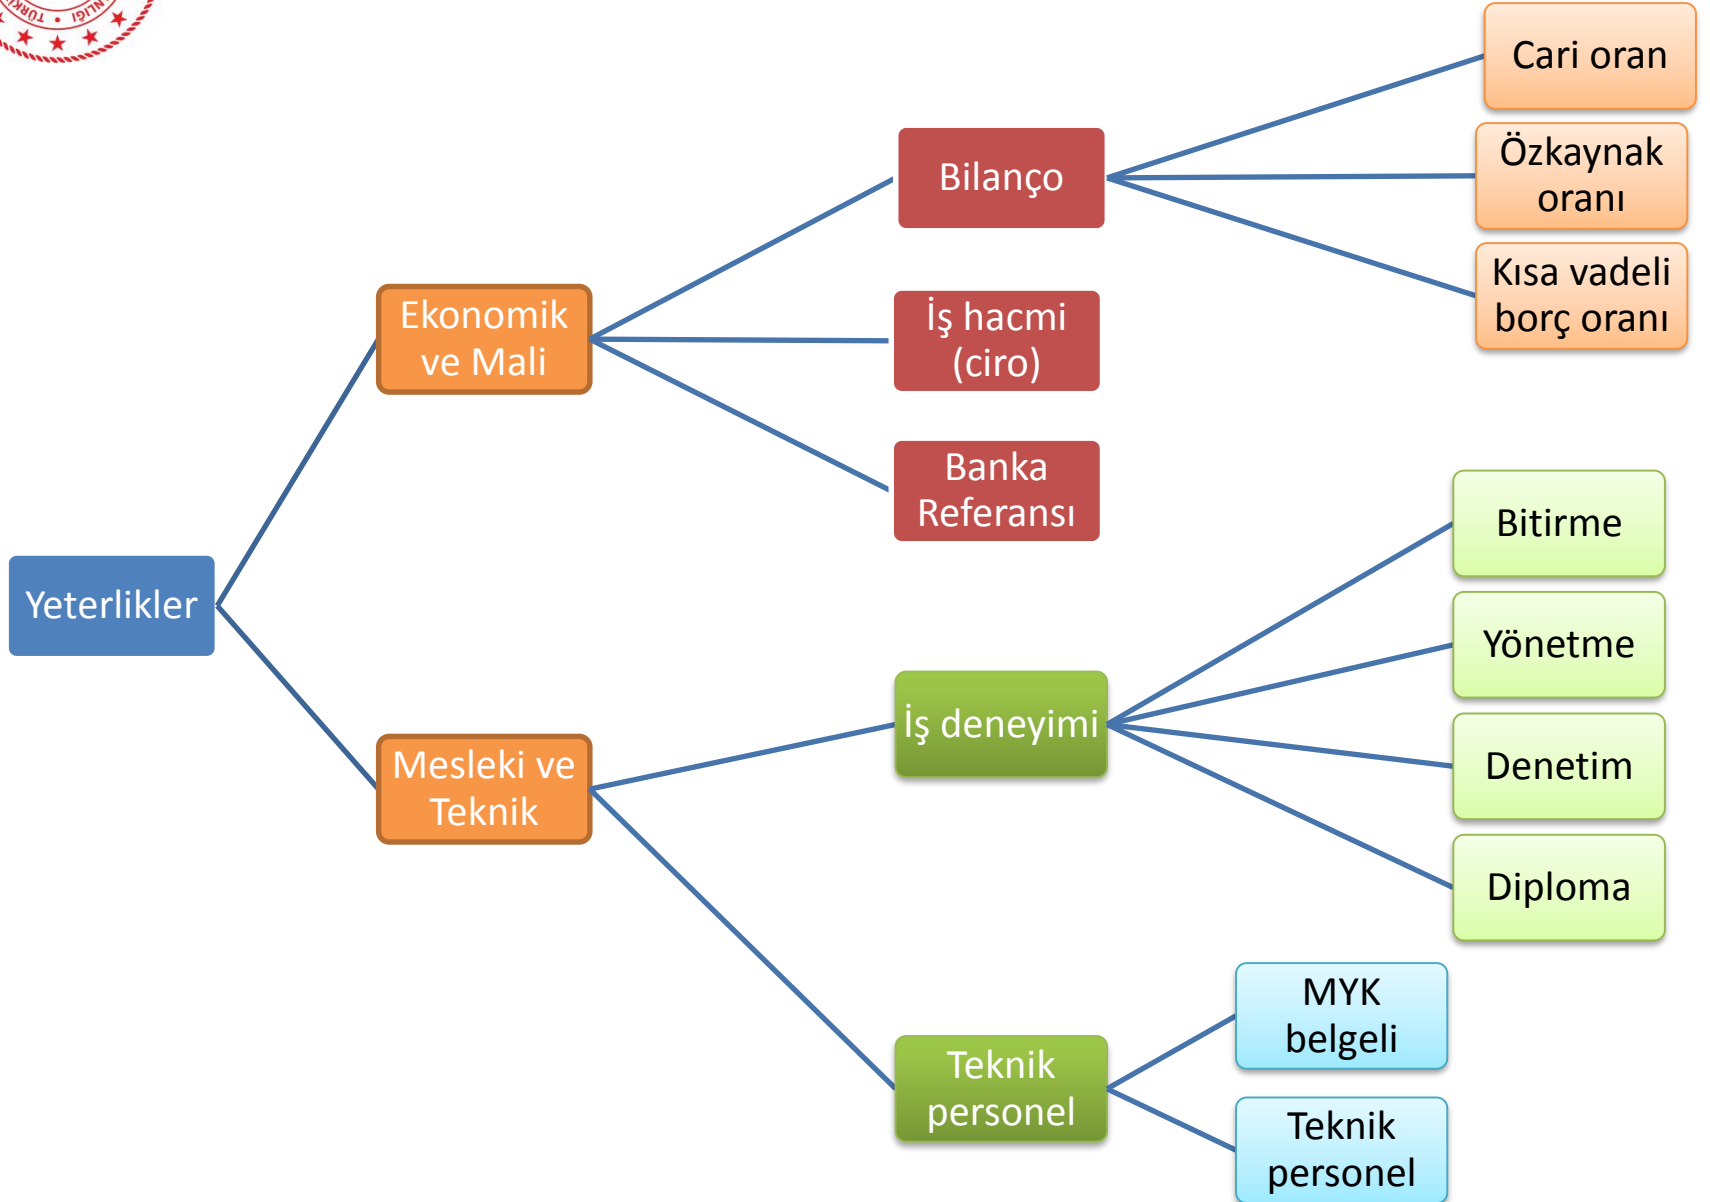 Cari oran
Özkaynak
oranı
Kısa vadeli
borç oranı
Bilanço
İş hacmi
(ciro)
Banka
Referansı
Ekonomik
ve Mali
Yeterlikler
Mesleki ve
Teknik
İş deneyimi
Bitirme
Yönetme
Denetim
Diploma
Teknik
personel
MYK
belgeli
Teknik
personel